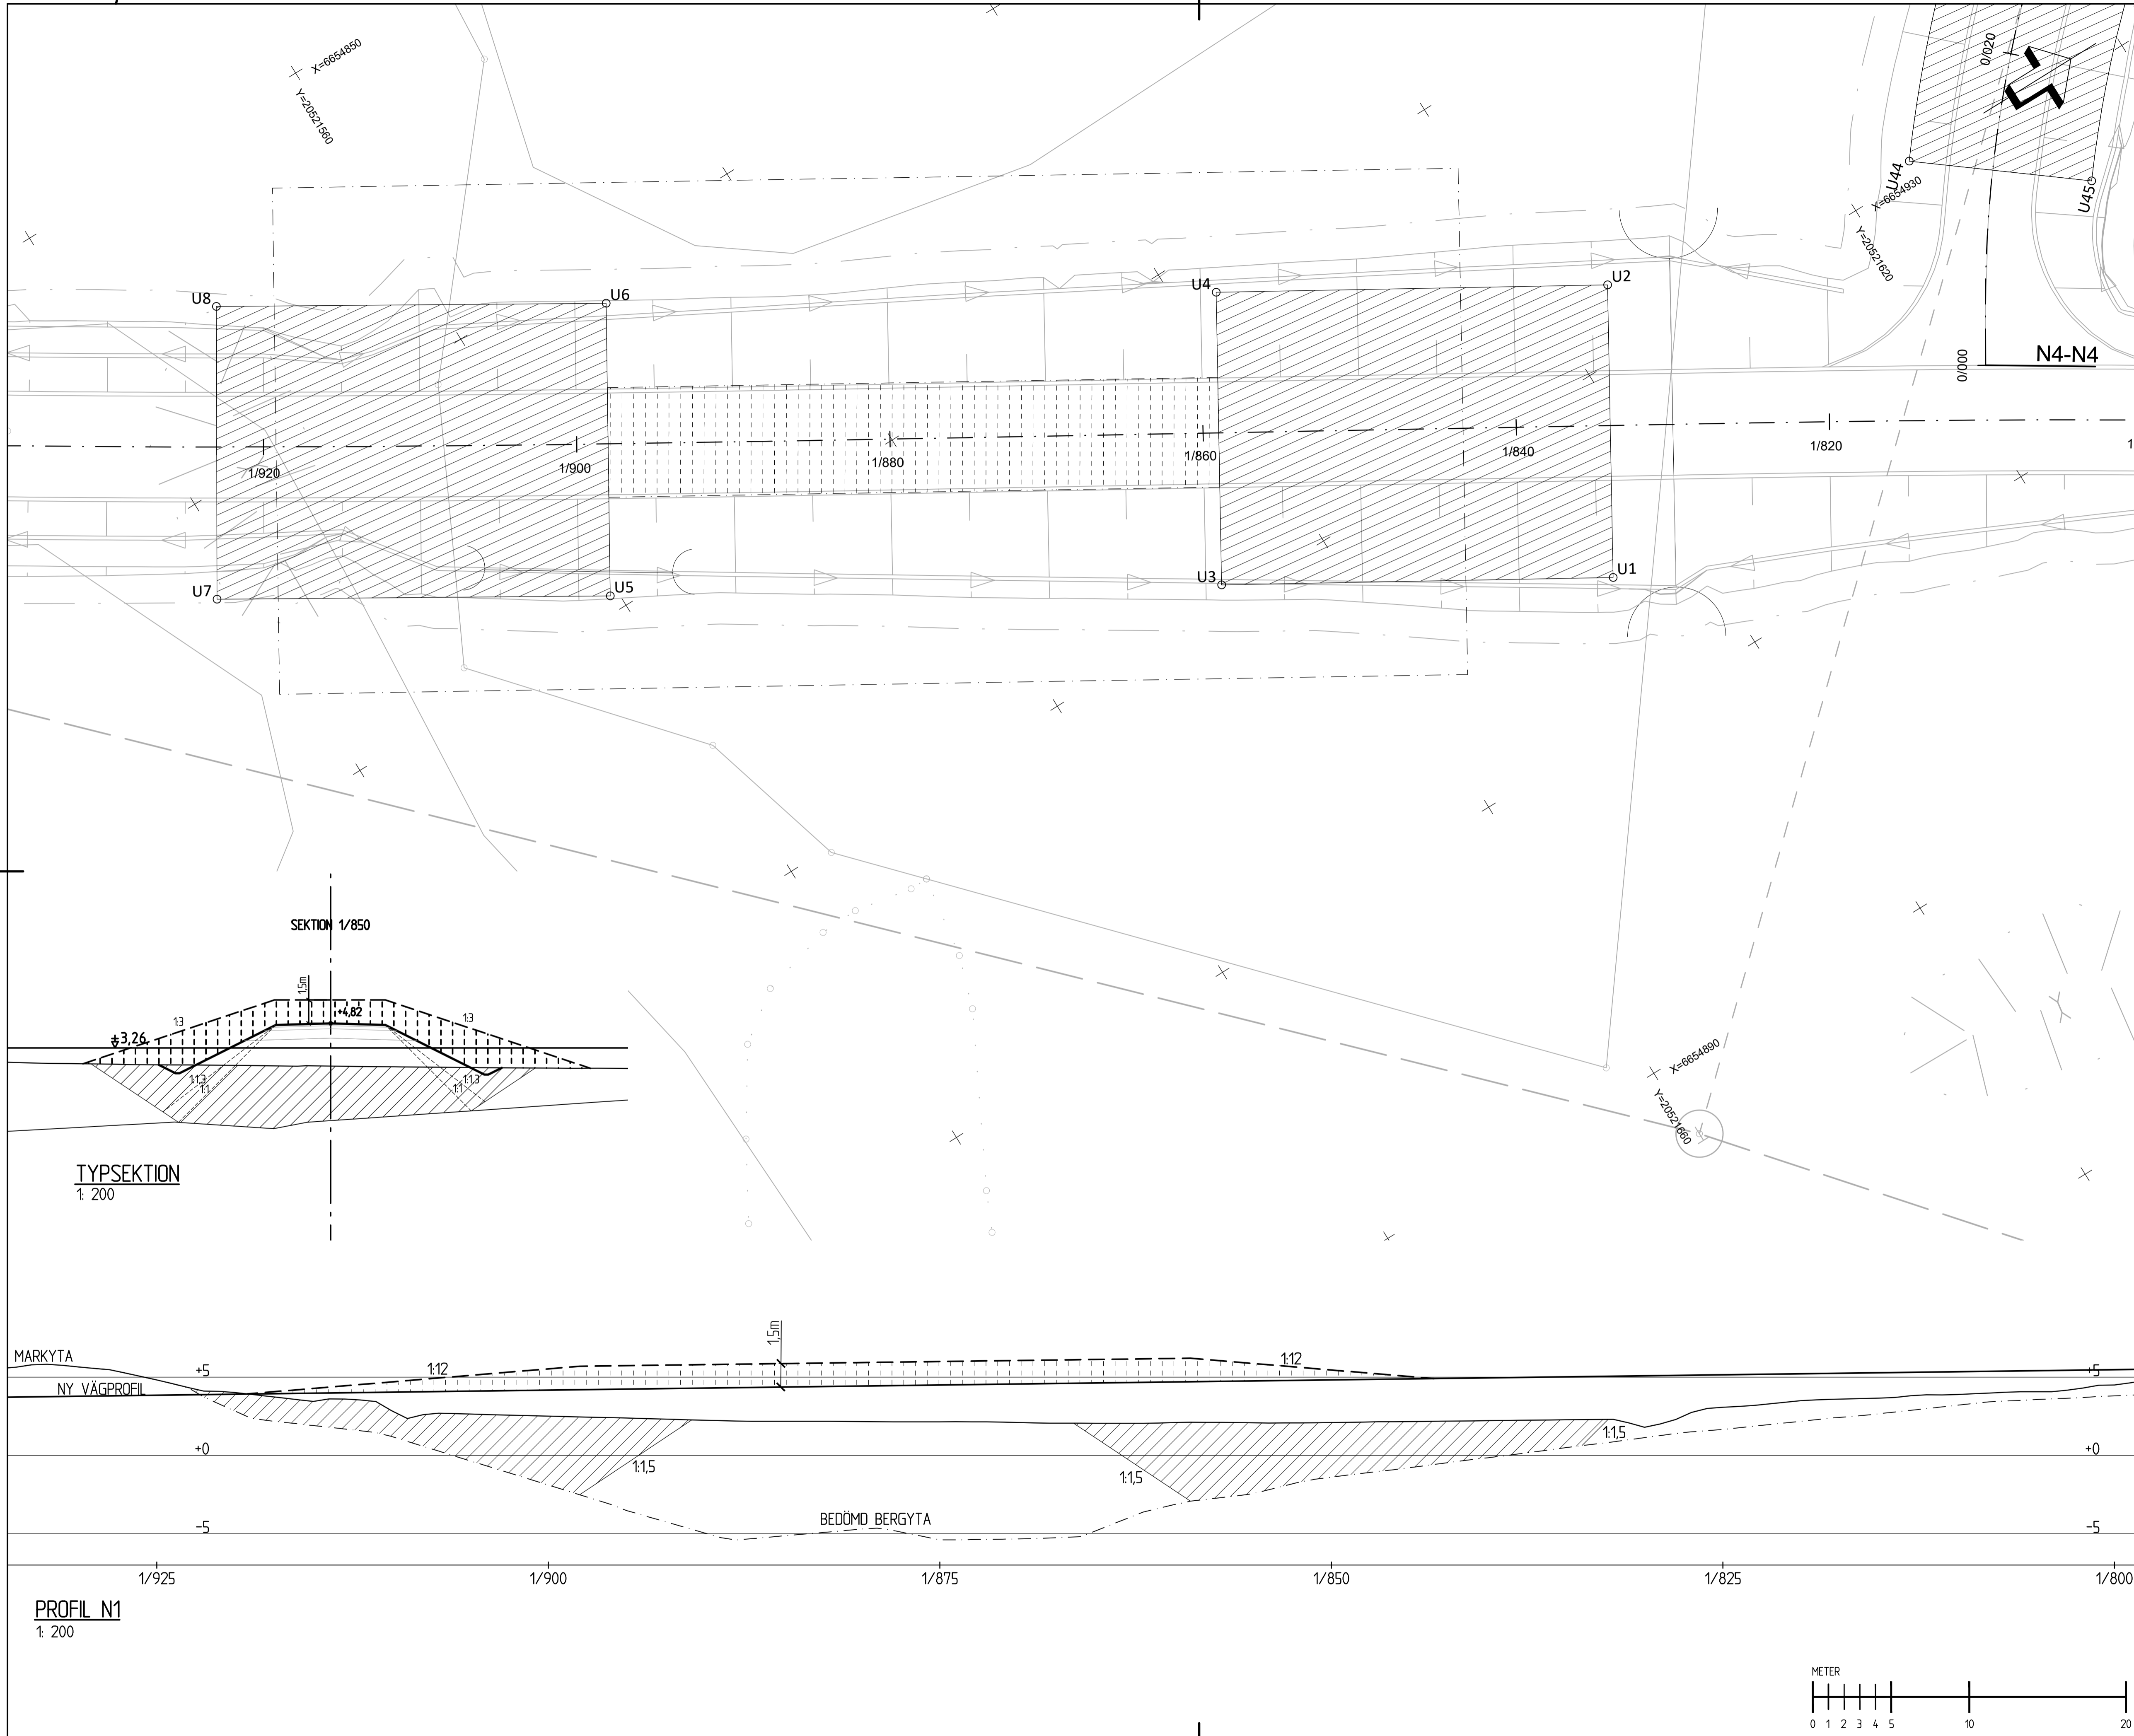 X=6654850
Y=20521560
0/020
U44
X=6654930
Y=20521620
U45
U8
U6
U4
U2
0/000
N4-N4
1/920
1/900
1/880
1/860
1/840
1/820
1
U7
U5
U3
U1
SEKTION 1/850
1,5m
+4,82
1:3
1:3
+3,26
1:1,3
1:1
1:1
1:1,3
X=6654890
Y=20521660
TYPSEKTION
1: 200
1,5m
MARKYTA
+5
1:12
1:12
+5
NY VÄGPROFIL
+0
1:1,5
1:1,5
1:1,5
+0
BEDÖMD BERGYTA
-5
-5
1/925
1/900
1/875
1/850
1/825
1/800
PROFIL N1
1: 200
METER
0 1 2 3 4 5 10 20